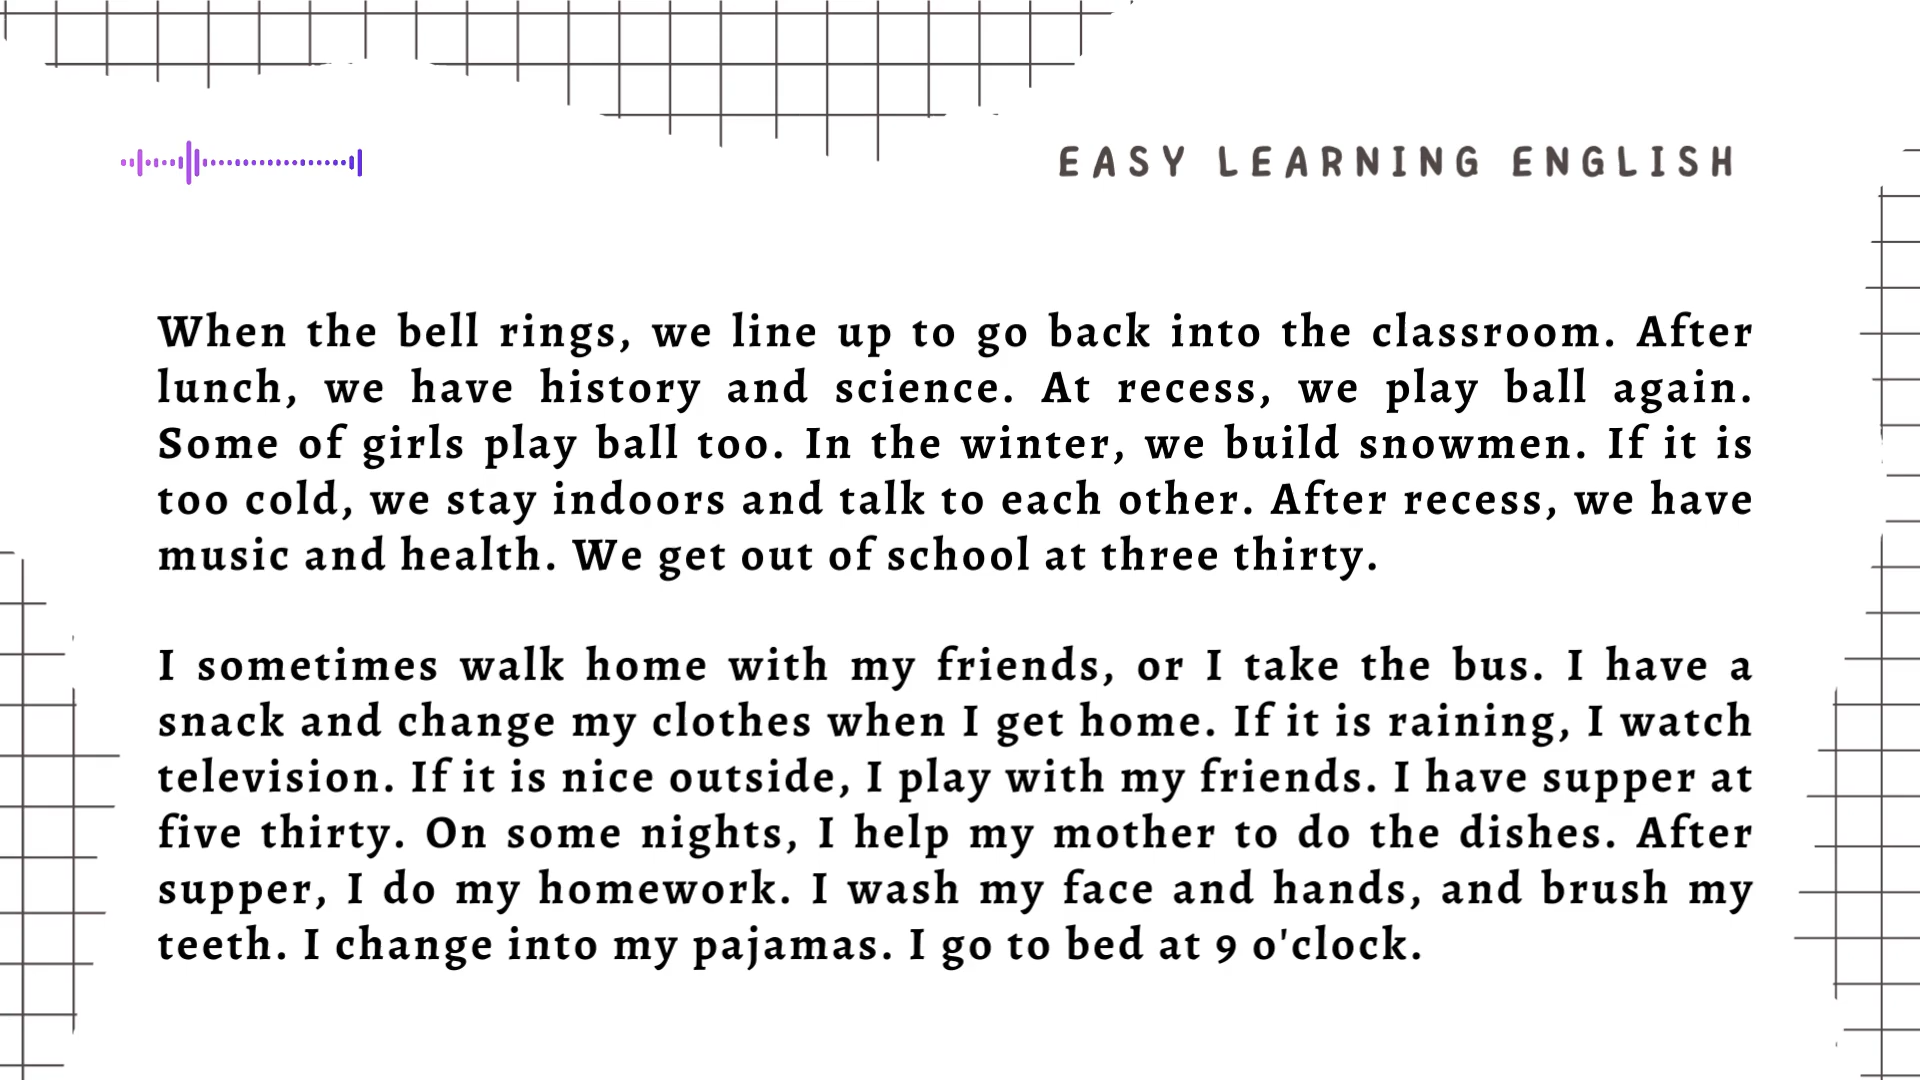 EASY LEARNING ENGLISH
When the bell rings, we line up to go back into the classroom. After
lunch, we have history and science. At recess, we play ball again.
Some of girls play ball too. In the winter, we build snowmen. If it is
too cold, we stay indoors and talk to each other. After recess, we have
music and health. We get out of school at three thirty.
I sometimes walk home with my friends, or I take the bus. I have a
snack and change my clothes when I get home. If it is raining, I watch
television. If it is nice outside, I play with my friends. I have supper at
five thirty. On some nights, I help my mother to do the dishes. After
supper, I do my homework. I wash my face and hands, and brush my
teeth. I change into my pajamas. I go to bed at 9 o'clock.